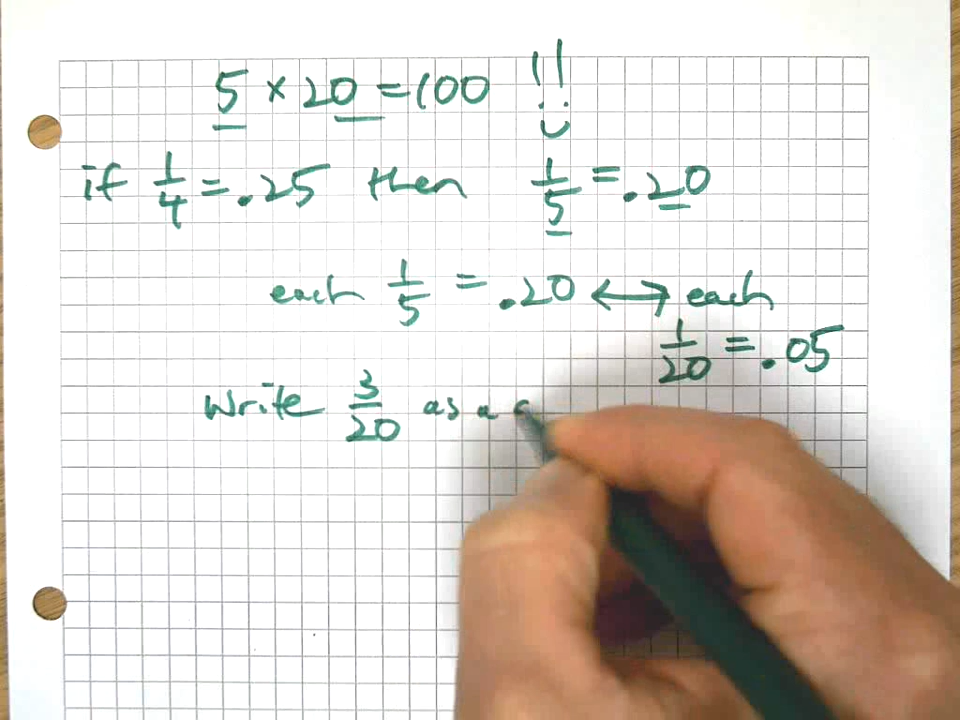 5 × 20 = 100 !!
if 1/4 = .25 then 1/5 = .20
each 1/5 = .20 ↔ each
1/20 = .05
Write 3/20 as a